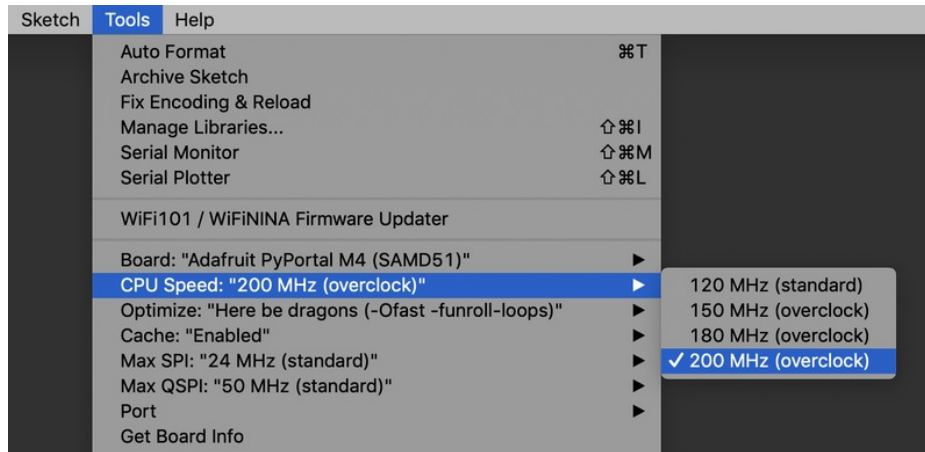 Sketch Tools Help
Auto Format ⌘T
Archive Sketch
Fix Encoding & Reload
Manage Libraries... ⇧⌘I
Serial Monitor ⇧⌘M
Serial Plotter ⇧⌘L
WiFi101 / WiFiNINA Firmware Updater
Board: "Adafruit PyPortal M4 (SAMD51)" ▶
CPU Speed: "200 MHz (overclock)" ▶
Optimize: "Here be dragons (-Ofast -funroll-loops)" ▶
Cache: "Enabled" ▶
Max SPI: "24 MHz (standard)" ▶
Max QSPI: "50 MHz (standard)" ▶
Port ▶
Get Board Info
120 MHz (standard)
150 MHz (overclock)
180 MHz (overclock)
✓ 200 MHz (overclock)